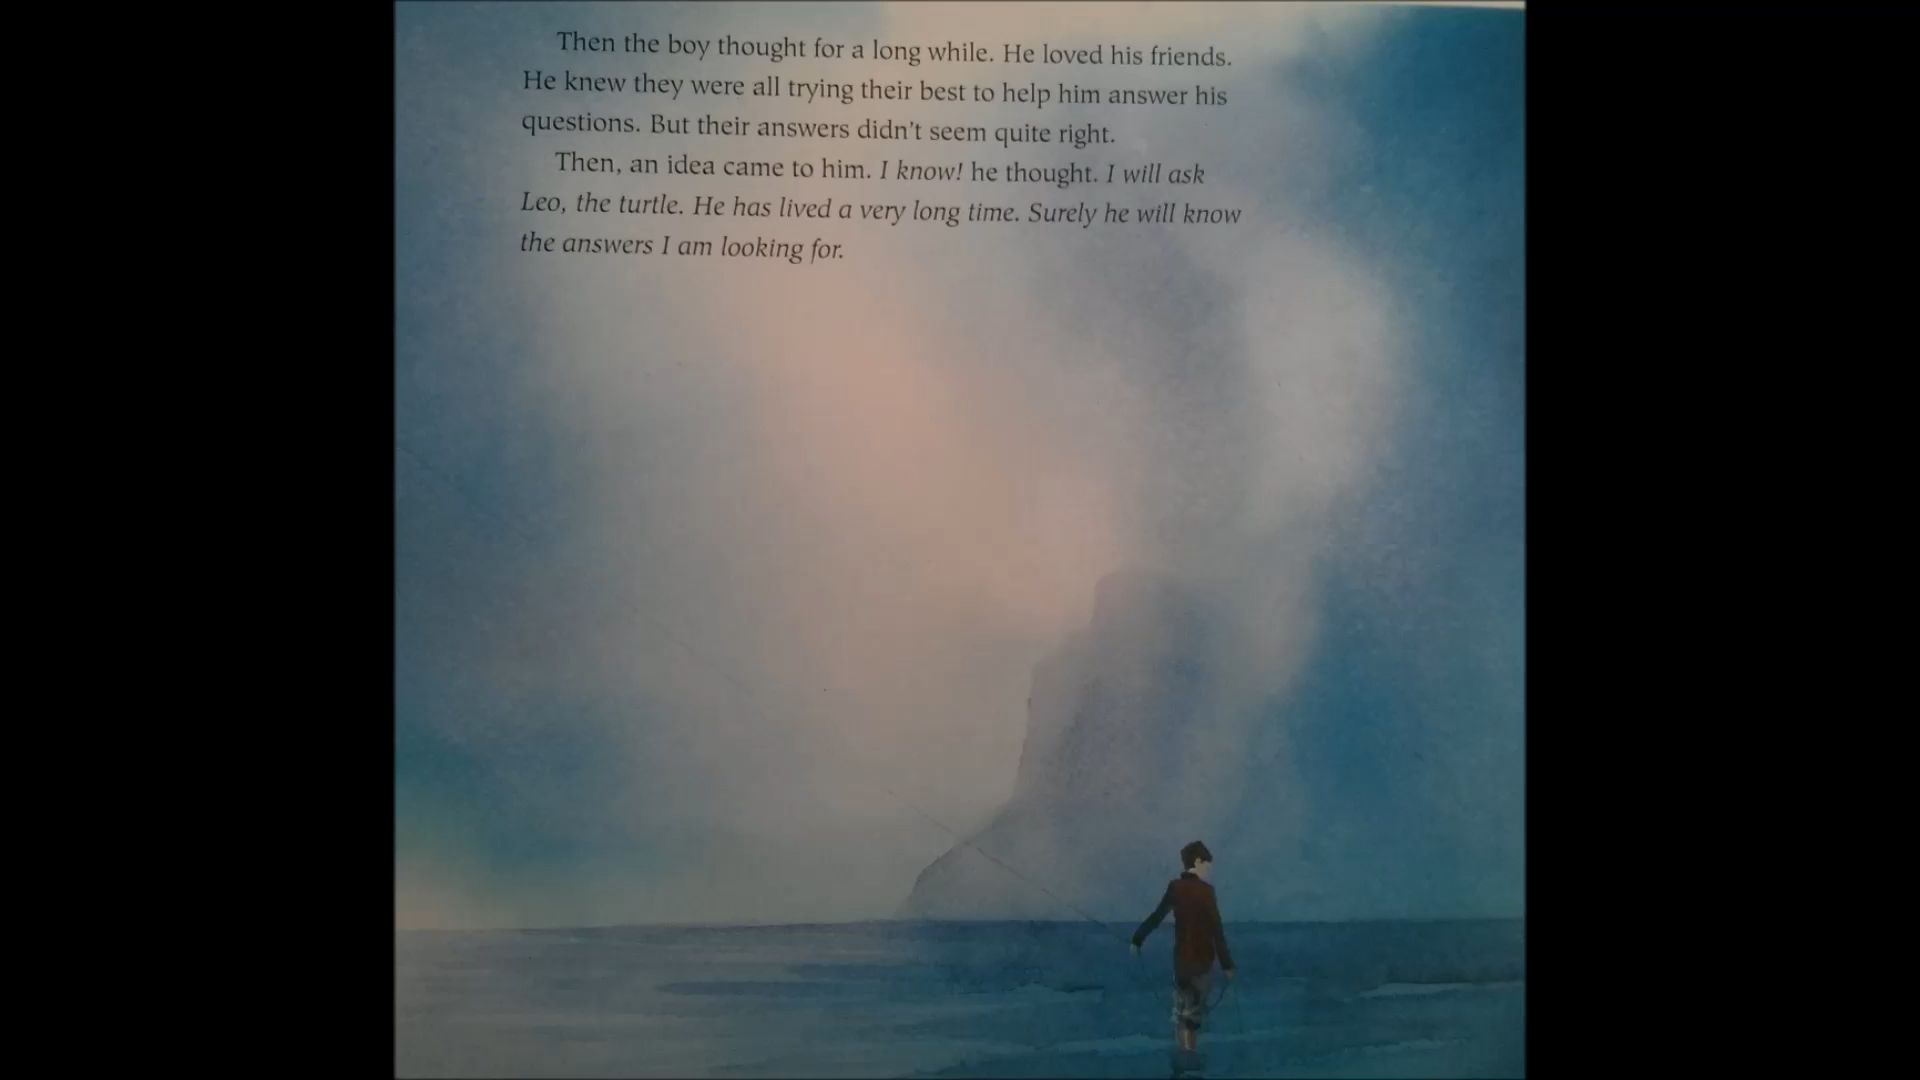 Then the boy thought for a long while. He loved his friends.
He knew they were all trying their best to help him answer his
questions. But their answers didn't seem quite right.
Then, an idea came to him. I know! he thought. I will ask
Leo, the turtle. He has lived a very long time. Surely he will know
the answers I am looking for.